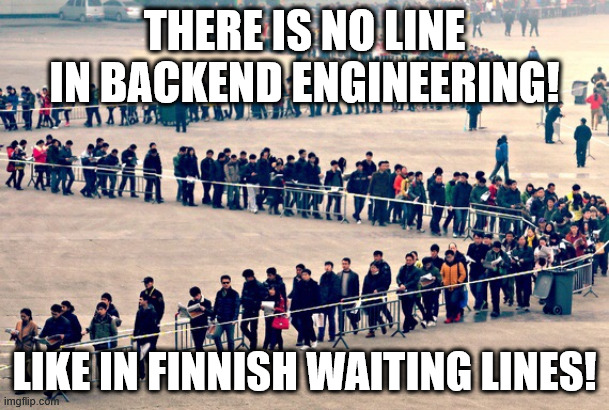 THERE IS NO LINE
IN BACKEND ENGINEERING!
LIKE IN FINNISH WAITING LINES!
imgflip.com